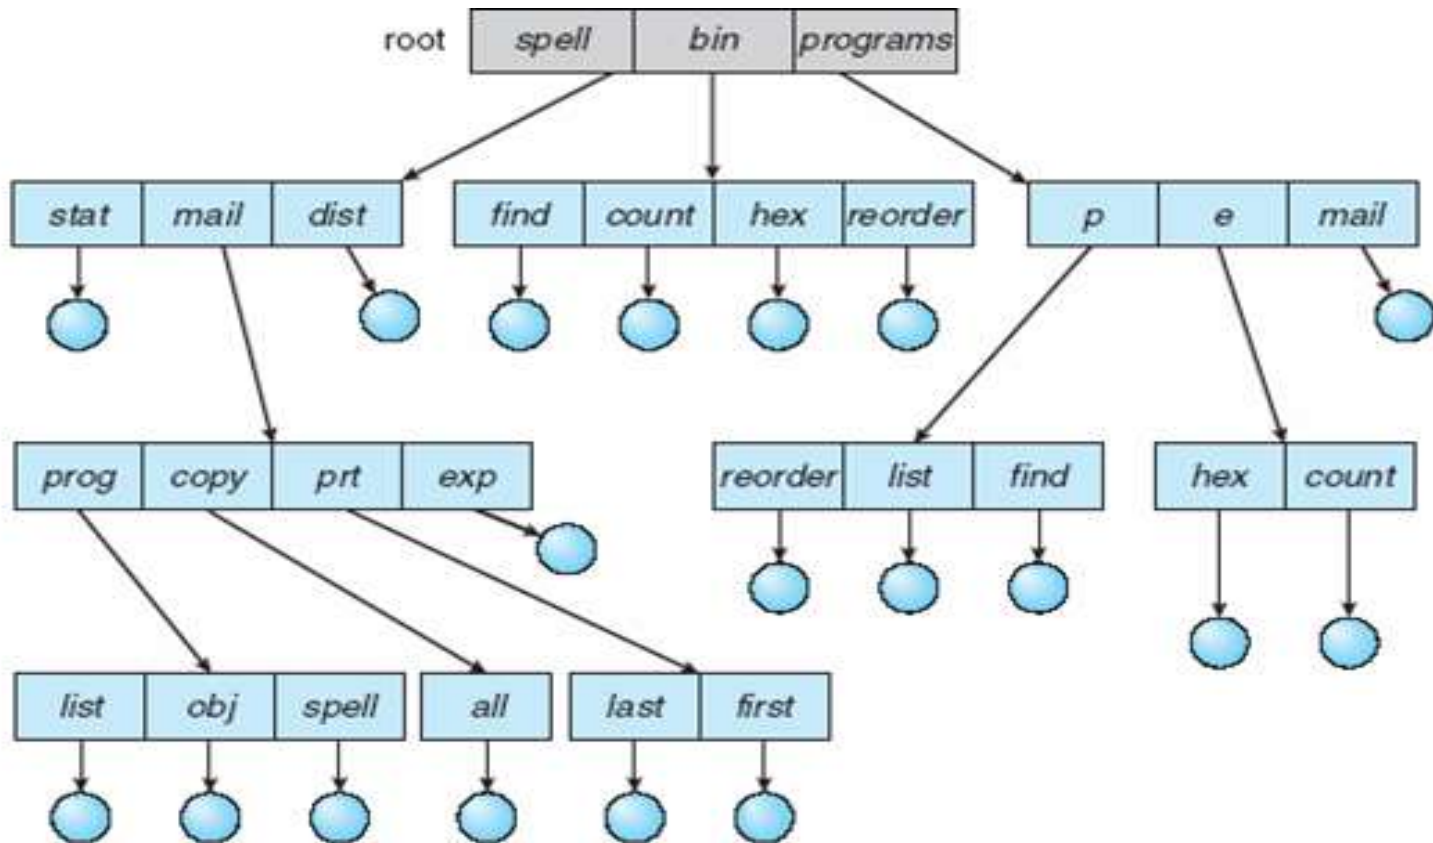 root spell bin programs
stat mail dist find count hex reorder p e mail
prog copy prt exp reorder list find hex count
list obj spell all last first